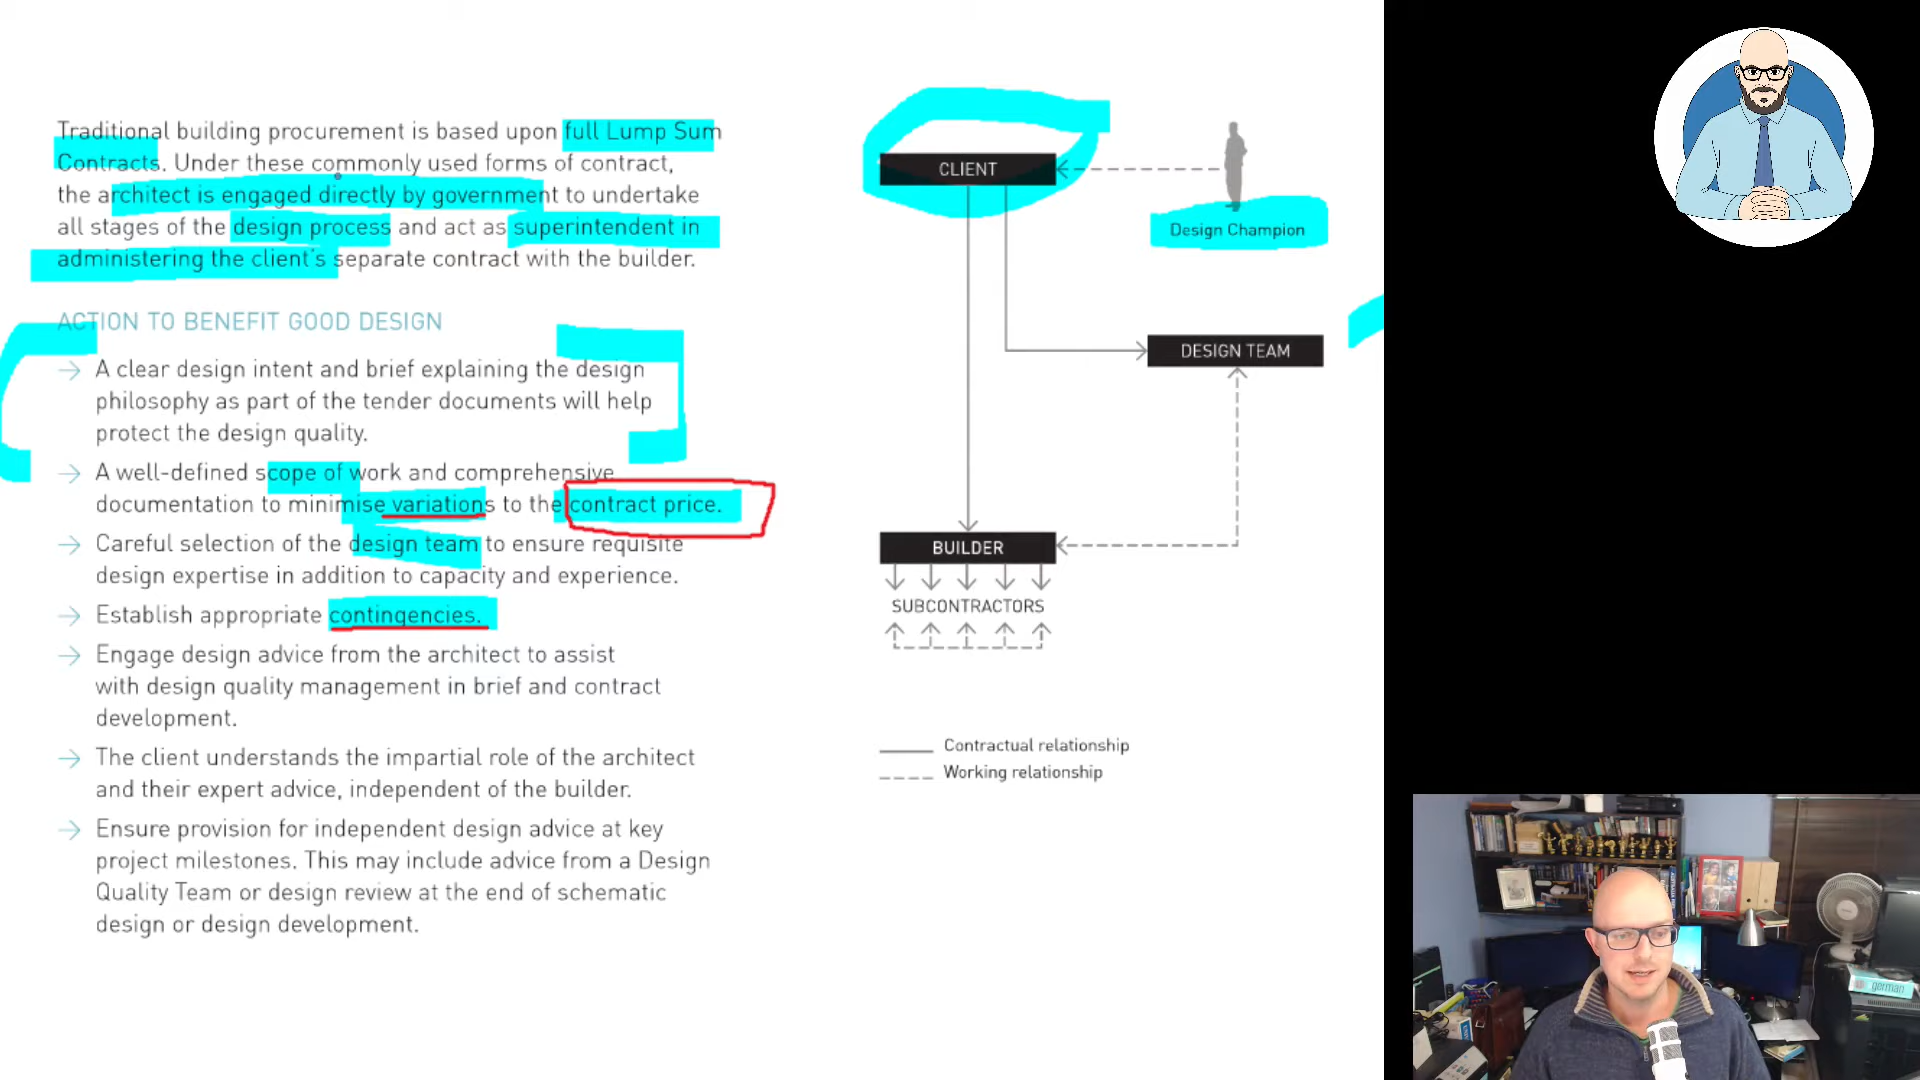 Traditional building procurement is based upon full Lump Sum
Contracts. Under these commonly used forms of contract,
the architect is engaged directly by government to undertake
all stages of the design process and act as superintendent in
administering the client's separate contract with the builder.
ACTION TO BENEFIT GOOD DESIGN
A clear design intent and brief explaining the design
philosophy as part of the tender documents will help
protect the design quality.
A well-defined scope of work and comprehensive
documentation to minimise variations to the contract price.
Careful selection of the design team to ensure requisite
design expertise in addition to capacity and experience.
Establish appropriate contingencies.
Engage design advice from the architect to assist
with design quality management in brief and contract
development.
The client understands the impartial role of the architect
and their expert advice, independent of the builder.
Ensure provision for independent design advice at key
project milestones. This may include advice from a Design
Quality Team or design review at the end of schematic
design or design development.
CLIENT
Design Champion
DESIGN TEAM
BUILDER
SUBCONTRACTORS
Contractual relationship
Working relationship
german